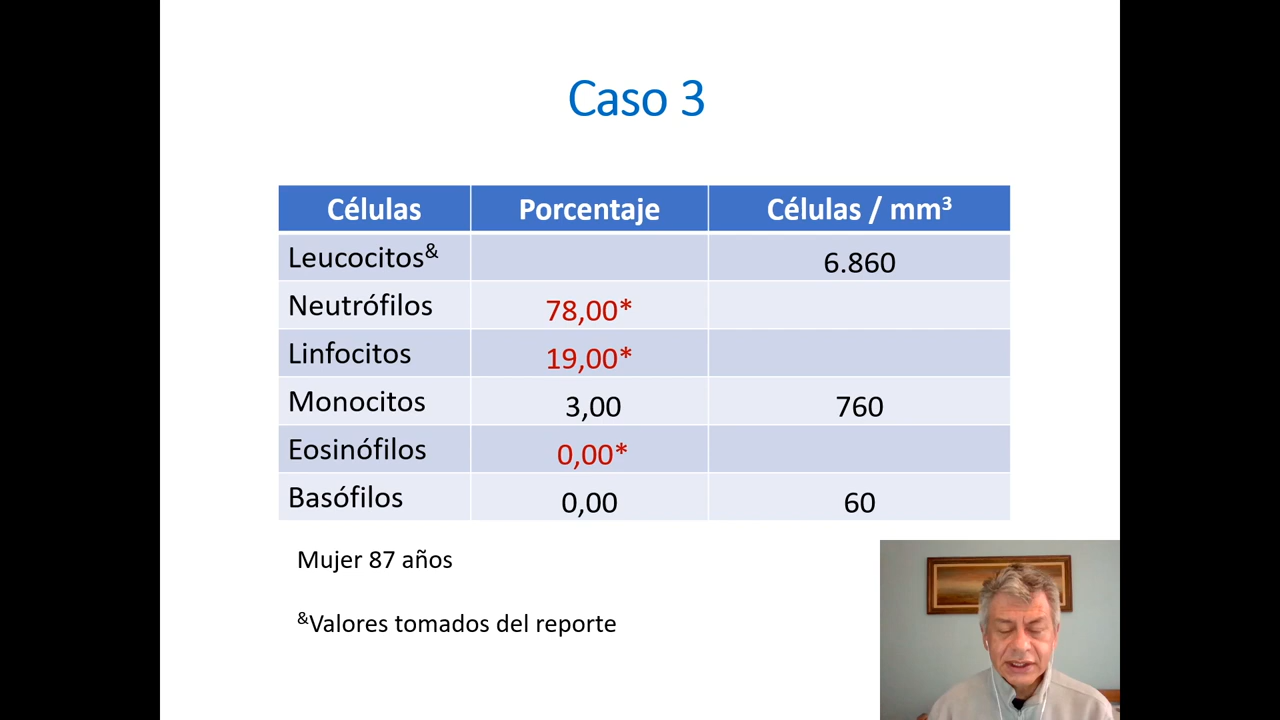 Caso 3
Células Porcentaje Células / mm³
Leucocitos& 6.860
Neutrófilos 78,00*
Linfocitos 19,00*
Monocitos 3,00 760
Eosinófilos 0,00*
Basófilos 0,00 60
Mujer 87 años
&Valores tomados del reporte